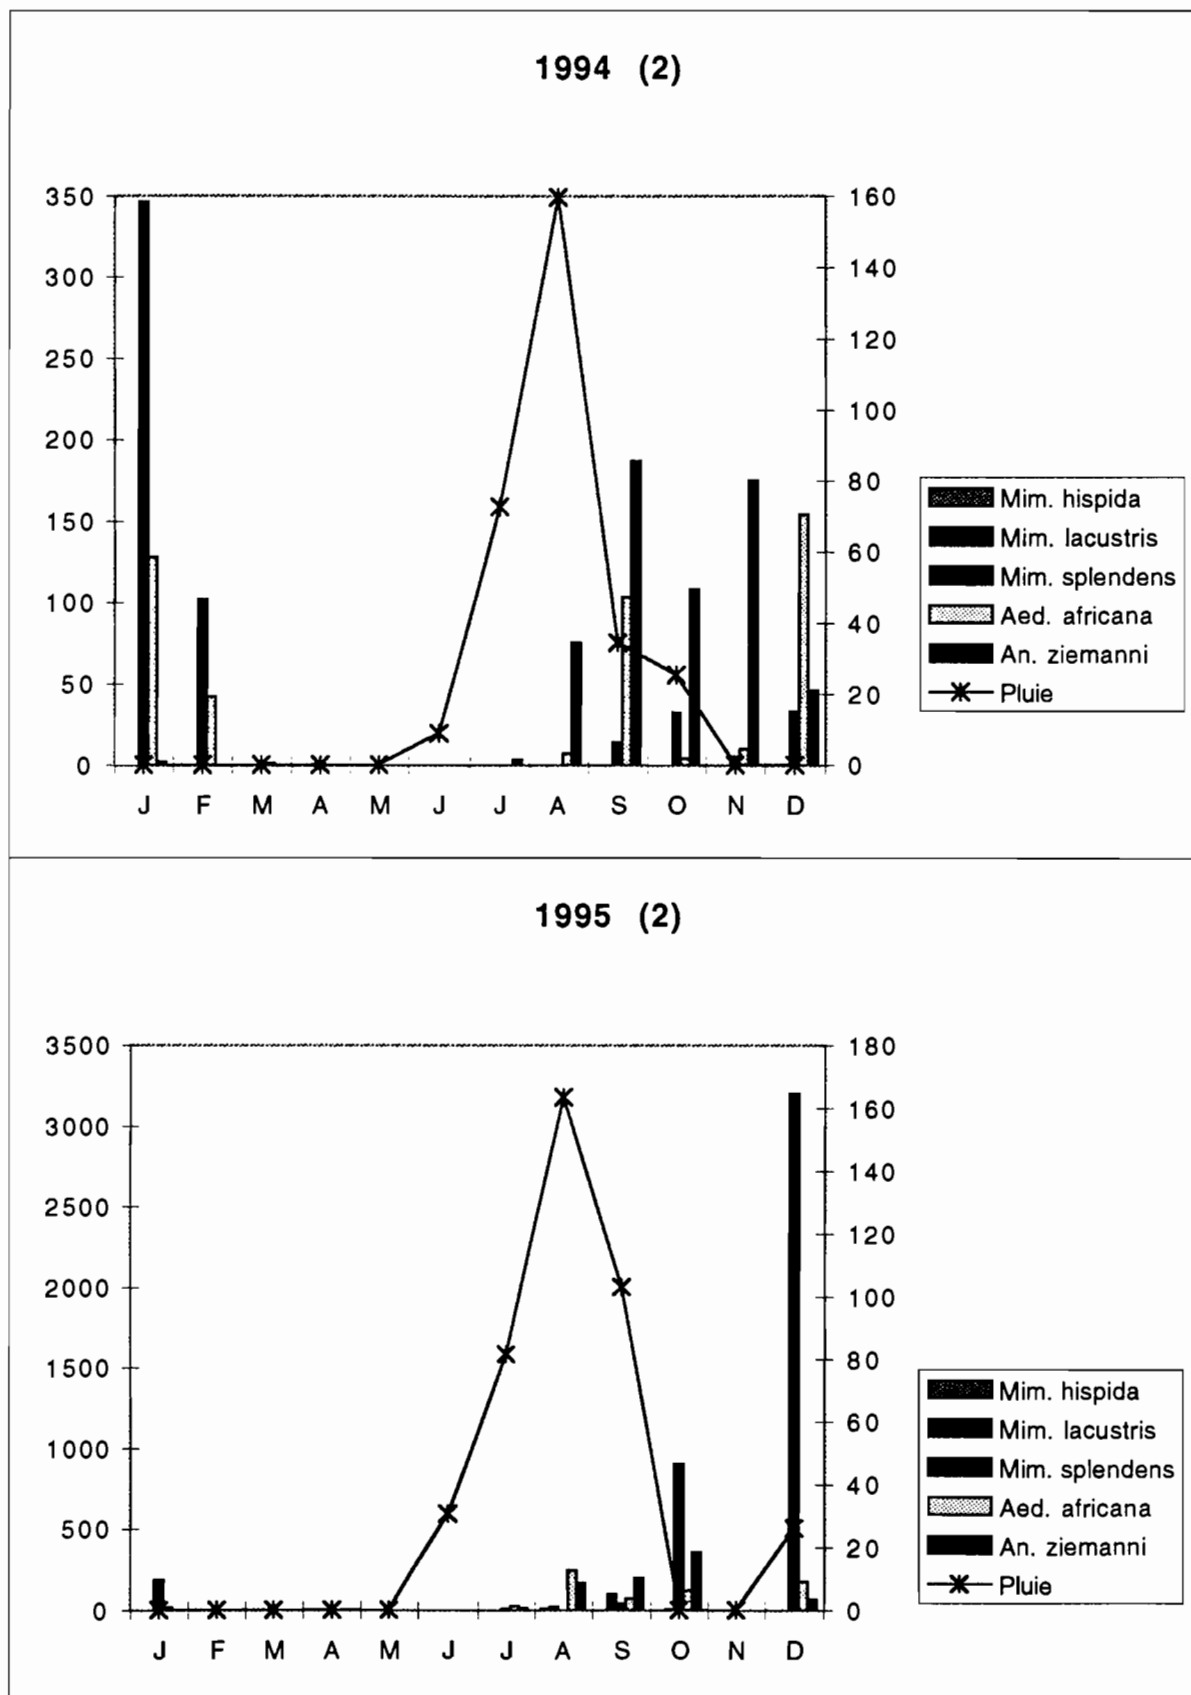 1994 (2)
350 160
300 140
250 120
200 100
150 80
100 60
50 40
0 20
0
J F M A M J J A S O N D
Mim. hispida
Mim. lacustris
Mim. splendens
Aed. africana
An. ziemanni
Pluie
1995 (2)
3500 180
3000 160
2500 140
2000 120
1500 100
1000 80
500 60
0 40
20
0
J F M A M J J A S O N D
Mim. hispida
Mim. lacustris
Mim. splendens
Aed. africana
An. ziemanni
Pluie